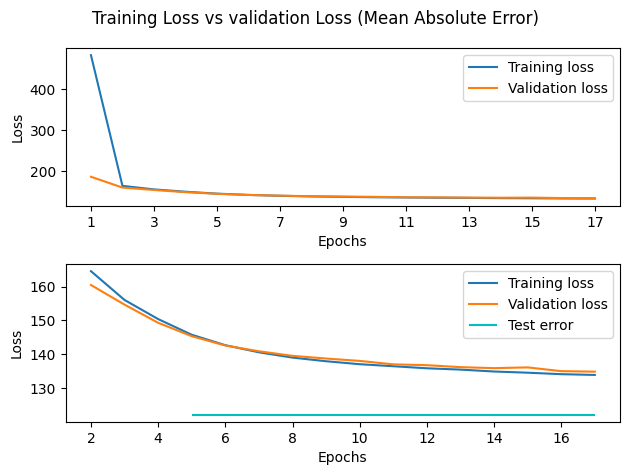 Training Loss vs validation Loss (Mean Absolute Error)
Training loss
Validation loss
400
300
200
Loss
1 3 5 7 9 11 13 15 17
Epochs
Training loss
Validation loss
Test error
160
150
140
130
Loss
2 4 6 8 10 12 14 16
Epochs